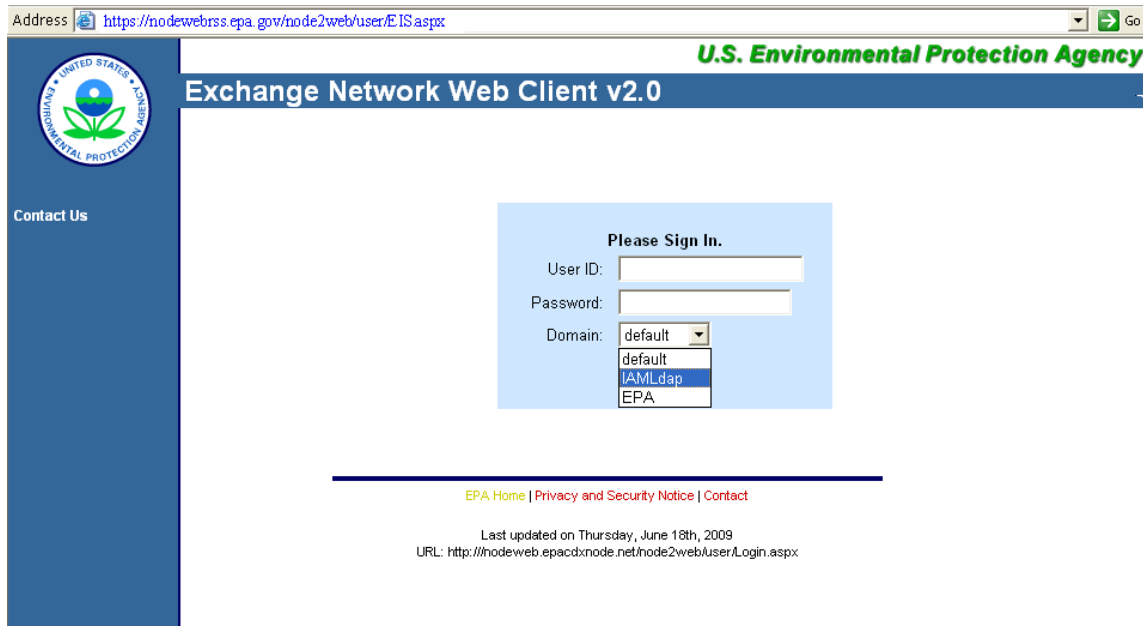 Address https://nodewebrss.epa.gov/node2web/user/EIS.aspx Go
UNITED STATES
ENVIRONMENTAL PROTECTION AGENCY
U.S. Environmental Protection Agency
Exchange Network Web Client v2.0
Contact Us
Please Sign In.
User ID:
Password:
Domain: default
default
IAMLdap
EPA
EPA Home | Privacy and Security Notice | Contact
Last updated on Thursday, June 18th, 2009
URL: http:///nodeweb.epacdxnode.net/node2web/user/Login.aspx